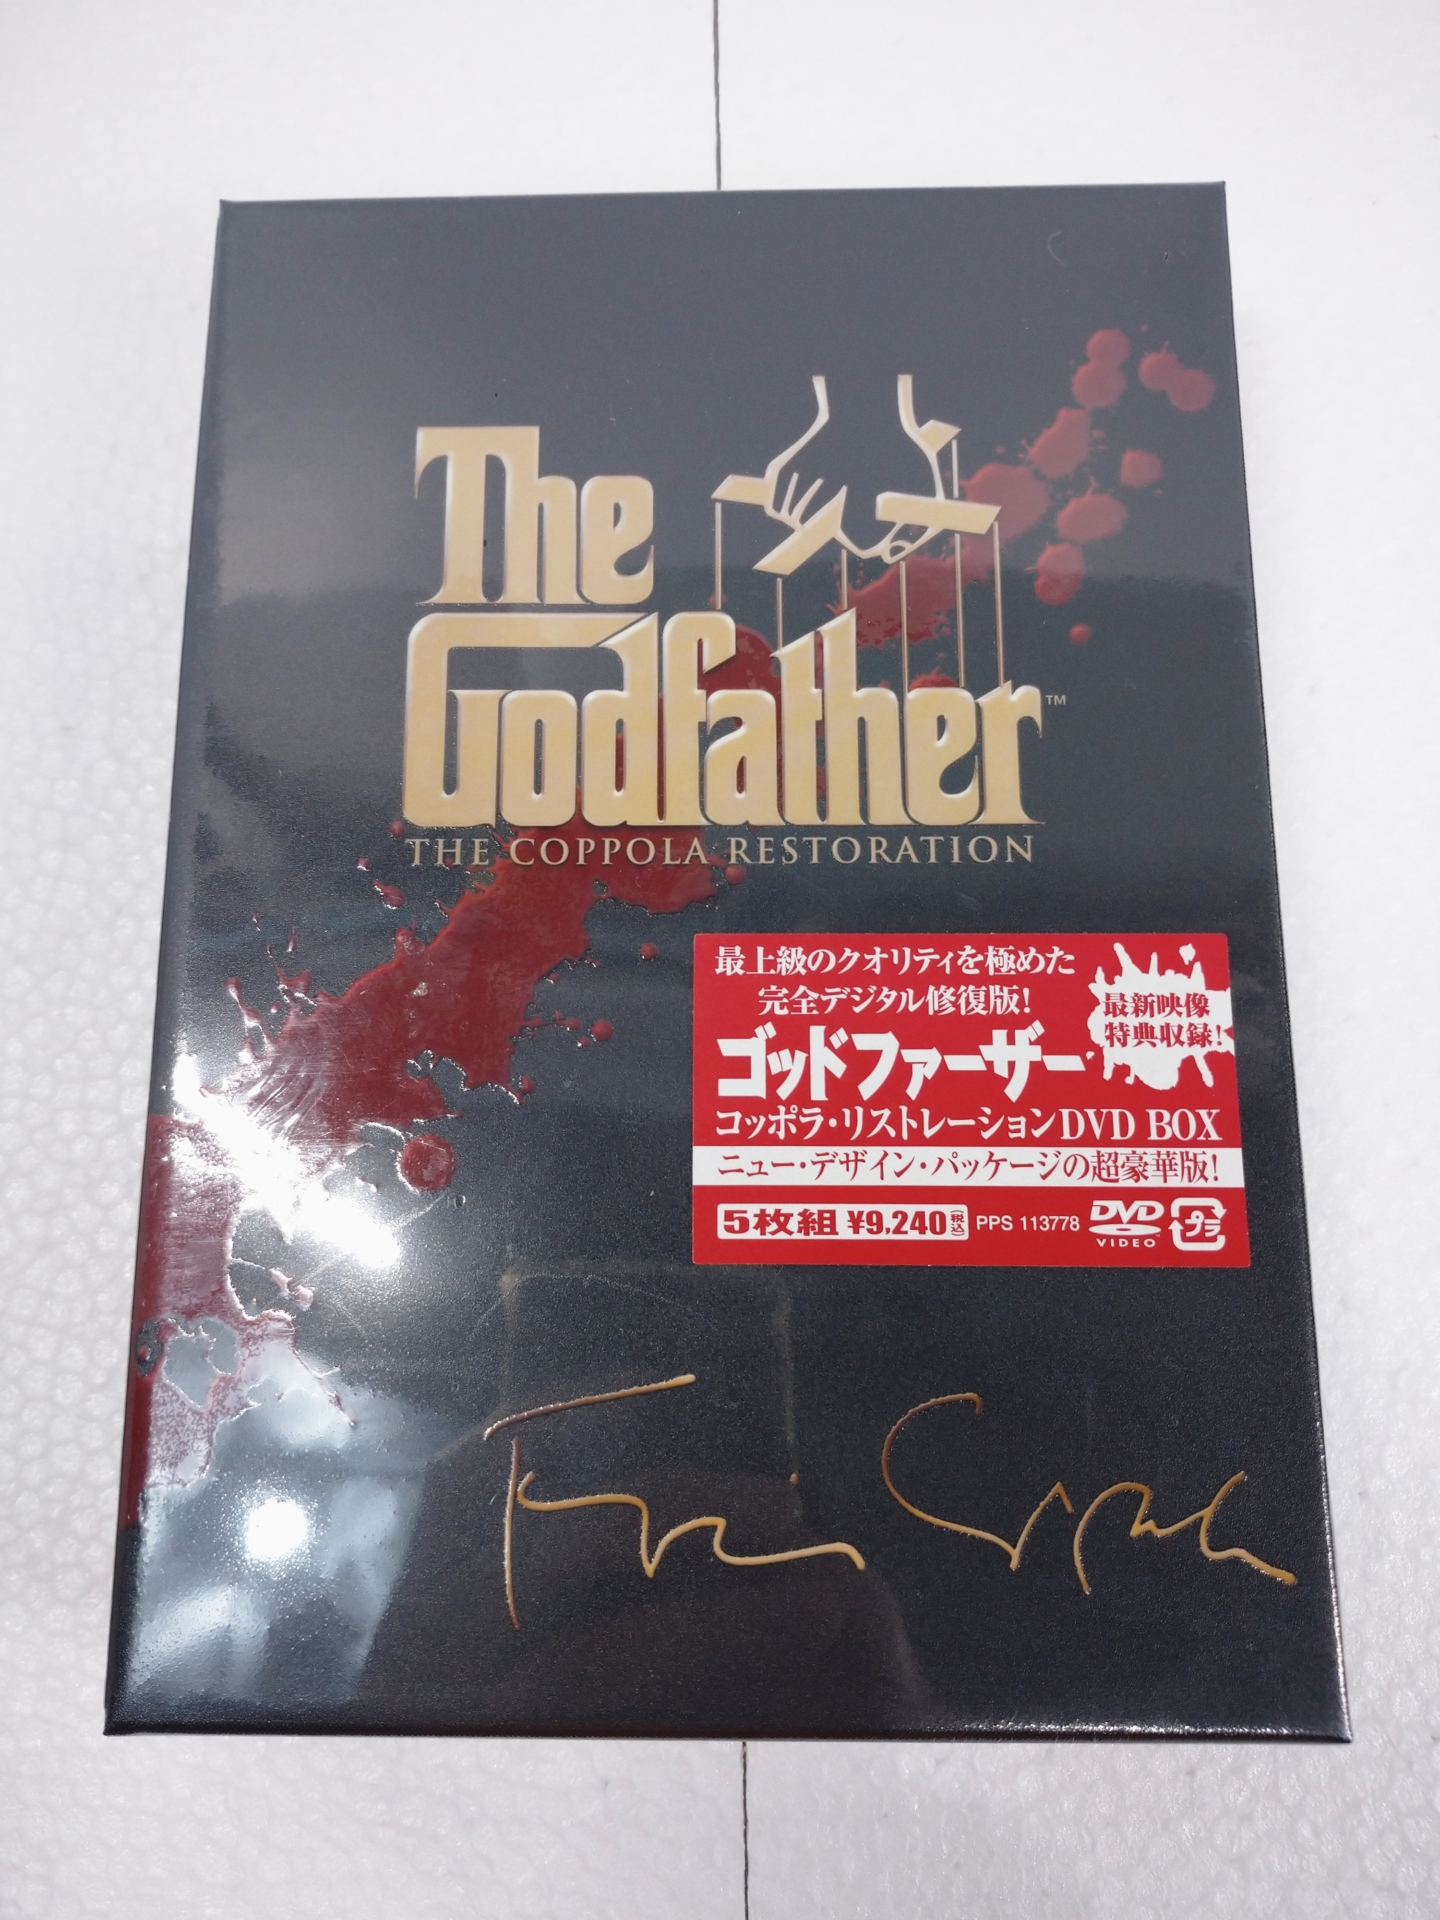 The
Godfather™
THE COPPOLA RESTORATION
最上級のクオリティを極めた
完全デジタル修復版!
最新映像
特典収録!
ゴッドファーザー
コッポラ・リストレーションDVD BOX
ニュー・デザイン・パッケージの超豪華版!
5枚組 ¥9,240(税込) PPS 113778 DVD VIDEO プラ